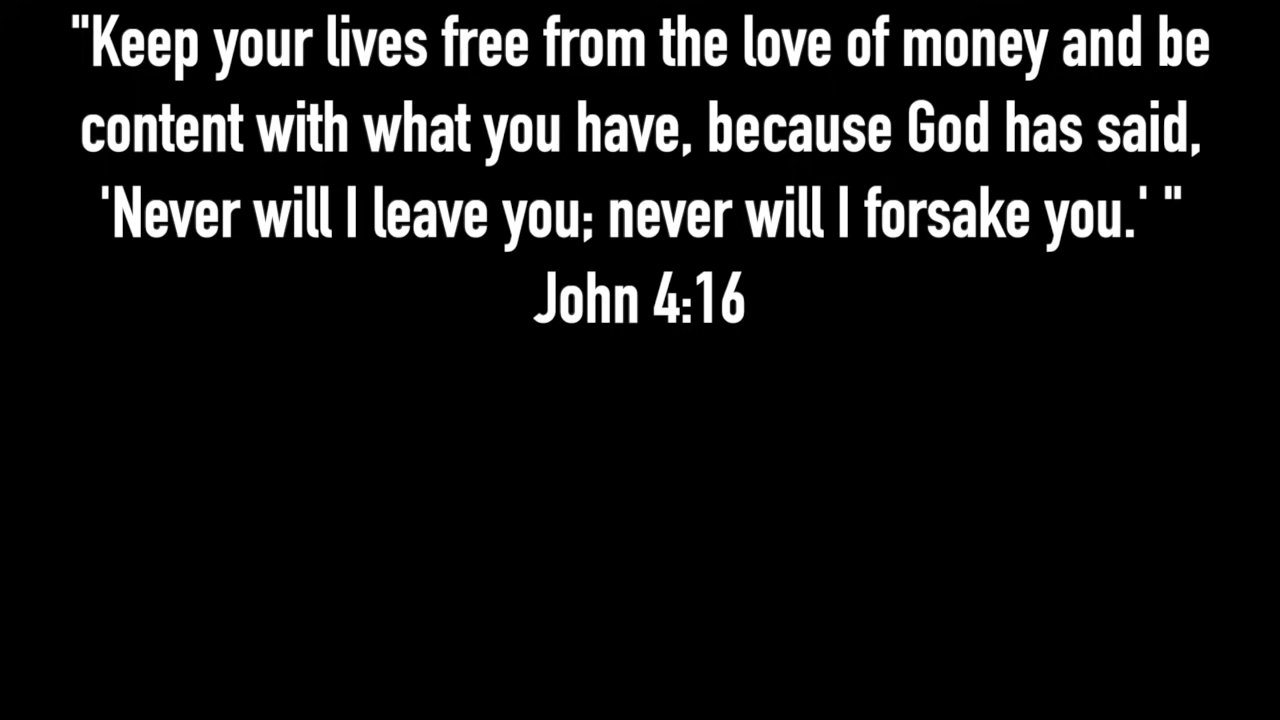 "Keep your lives free from the love of money and be
content with what you have, because God has said,
'Never will I leave you; never will I forsake you.' "
John 4:16